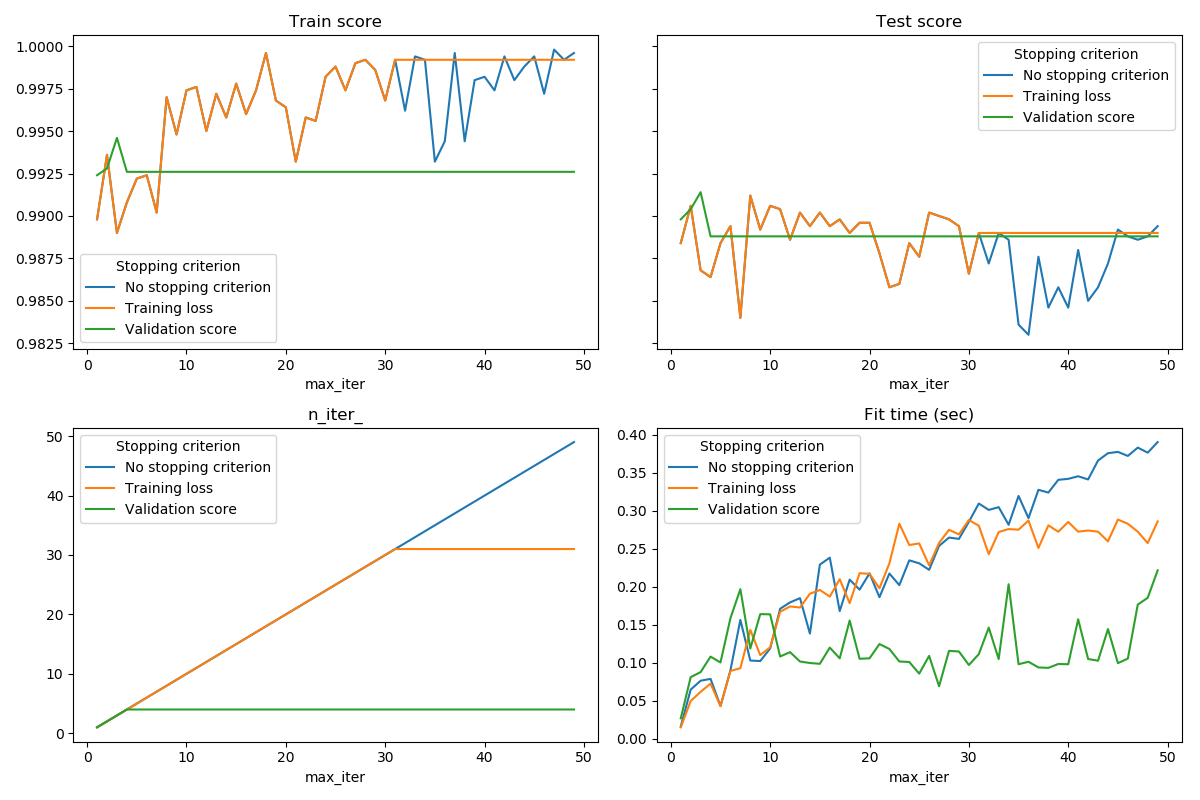 Train score
1.0000
0.9975
0.9950
0.9925
0.9900
0.9875
0.9850
0.9825
Stopping criterion
No stopping criterion
Training loss
Validation score
0 10 20 30 40 50
max_iter
Test score
Stopping criterion
No stopping criterion
Training loss
Validation score
0 10 20 30 40 50
max_iter
n_iter_
50
40
30
20
10
0
Stopping criterion
No stopping criterion
Training loss
Validation score
0 10 20 30 40 50
max_iter
Fit time (sec)
0.40
0.35
0.30
0.25
0.20
0.15
0.10
0.05
0.00
Stopping criterion
No stopping criterion
Training loss
Validation score
0 10 20 30 40 50
max_iter